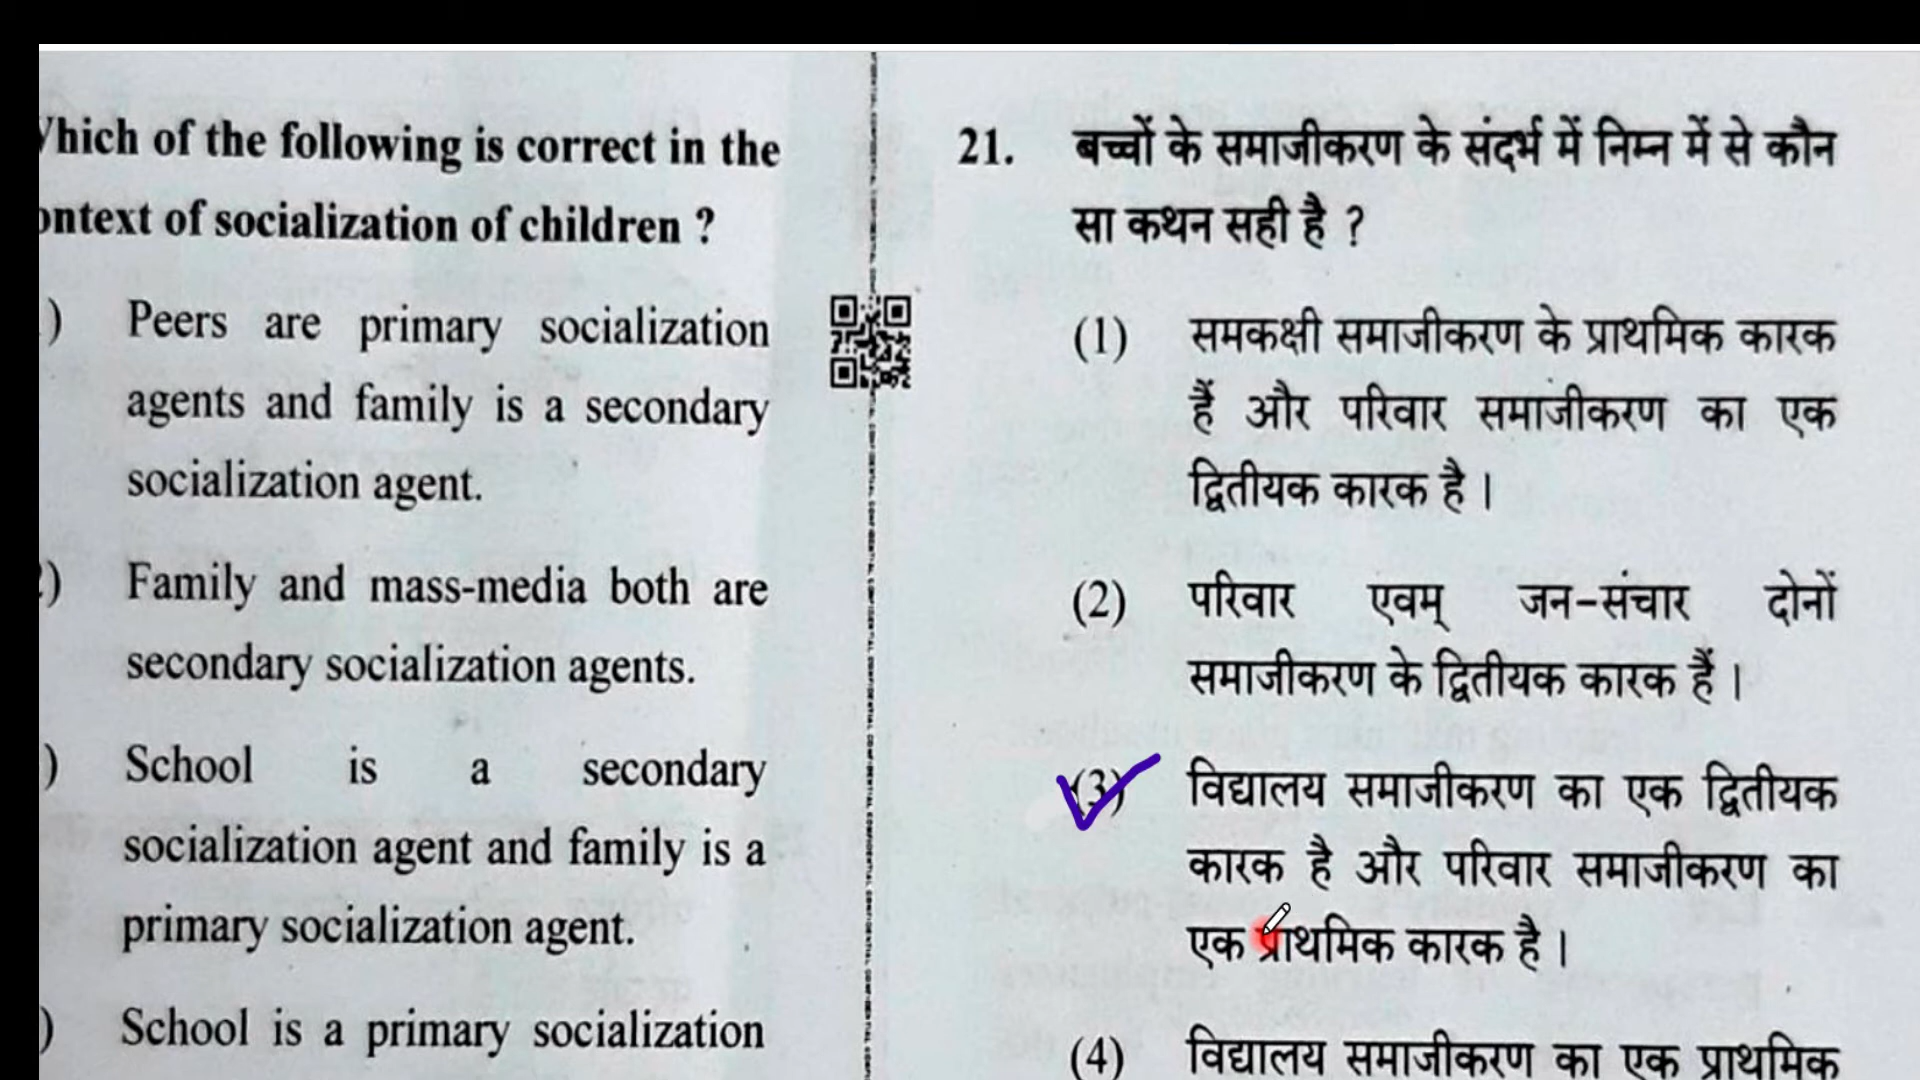 Which of the following is correct in the
context of socialization of children ?
) Peers are primary socialization
agents and family is a secondary
socialization agent.
) Family and mass-media both are
secondary socialization agents.
) School is a secondary
socialization agent and family is a
primary socialization agent.
) School is a primary socialization
21. बच्चों के समाजीकरण के संदर्भ में निम्न में से कौन
सा कथन सही है ?
(1) समकक्षी समाजीकरण के प्राथमिक कारक
हैं और परिवार समाजीकरण का एक
द्वितीयक कारक है ।
(2) परिवार एवम् जन-संचार दोनों
समाजीकरण के द्वितीयक कारक हैं ।
(3) विद्यालय समाजीकरण का एक द्वितीयक
कारक है और परिवार समाजीकरण का
एक प्राथमिक कारक है ।
(4) विद्यालय समाजीकरण का एक प्राथमिक